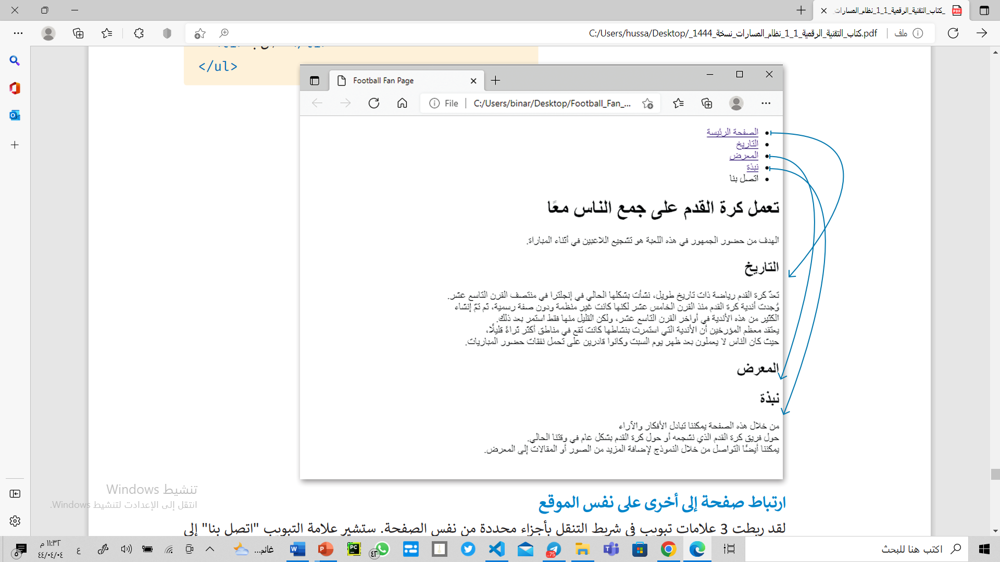 كتاب_التقنية_الرقمية_1_1_نظام_المسارات_
ملف
C:/Users/hussa/Desktop/_كتاب_التقنية_الرقمية_1_1_نظام_المسارات_نسخة_1444.pdf
</ul>
Football Fan Page
File
C:/Users/binar/Desktop/Football_Fan_...
الصفحة الرئيسة
التاريخ
المعرض
نبذة
اتصل بنا
تعمل كرة القدم على جمع الناس معًا
الهدف من حضور الجمهور في هذه اللعبة هو تشجيع اللاعبين في أثناء المباراة.
التاريخ
تعدّ كرة القدم رياضة ذات تاريخ طويل، نشأت بشكلها الحالي في إنجلترا في منتصف القرن التاسع عشر.
وُجدت أندية كرة القدم منذ القرن الخامس عشر لكنها كانت غير منظمة ودون صفة رسمية، ثم تمّ إنشاء
الكثير من هذه الأندية في أواخر القرن التاسع عشر، ولكن القليل منها فقط استمر بعد ذلك.
يعتقد معظم المؤرخين أن الأندية التي استمرت بنشاطها كانت تقع في مناطق أكثر ثراءً قليلًا،
حيث كان الناس لا يعملون بعد ظهر يوم السبت وكانوا قادرين على تحمل نفقات حضور المباريات.
المعرض
نبذة
من خلال هذه الصفحة يمكننا تبادل الأفكار والآراء
حول فريق كرة القدم الذي نشجعه أو حول كرة القدم بشكل عام في وقتنا الحالي.
يمكننا أيضًا التواصل من خلال النموذج لإضافة المزيد من الصور أو المقالات إلى المعرض.
تنشيط Windows
انتقل إلى الإعدادت لتنشيط Windows.
ارتباط صفحة إلى أخرى على نفس الموقع
لقد ربطت 3 علامات تبويب في شريط التنقل بأجزاء محددة من نفس الصفحة. ستشير علامة التبويب "اتصل بنا" إلى
اكتب هنا للبحث
غائم...
ع
١١:٣٢ م
٤٤/٠٤/٠٤